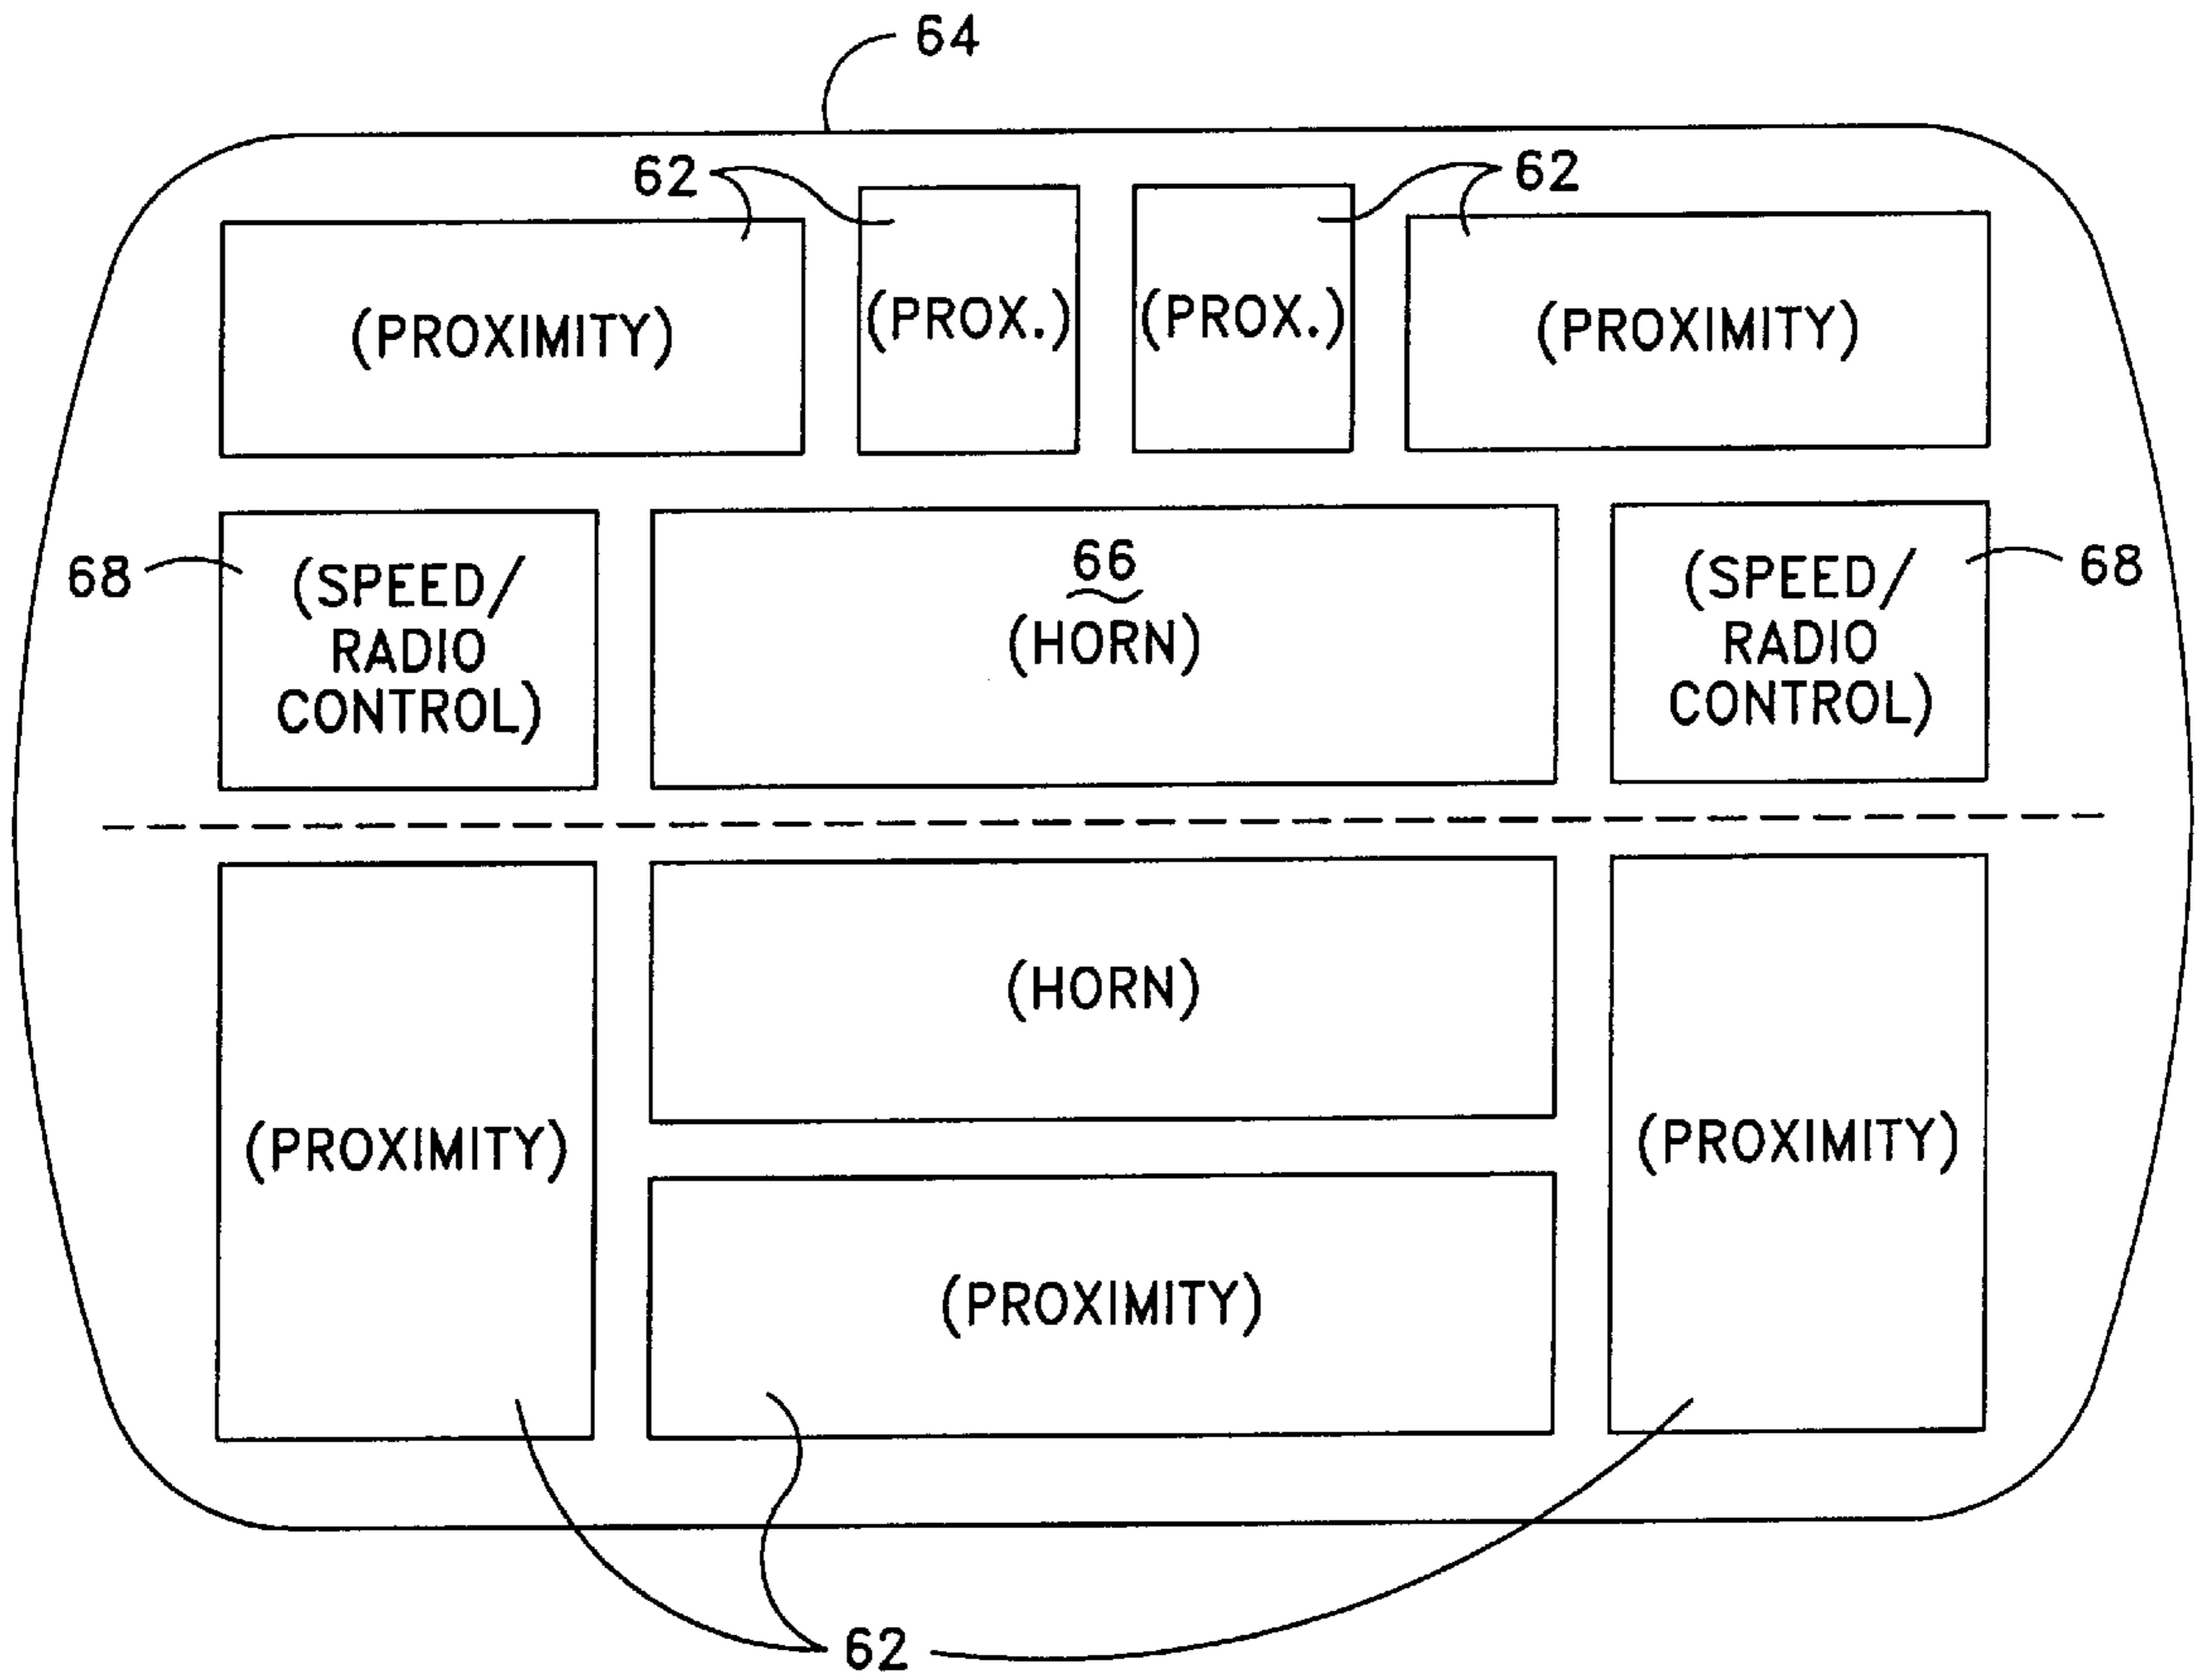 64
62
62
(PROXIMITY)
(PROX.)
(PROX.)
(PROXIMITY)
68
(SPEED/
RADIO
CONTROL)
66
(HORN)
(SPEED/
RADIO
CONTROL)
68
(PROXIMITY)
(HORN)
(PROXIMITY)
(PROXIMITY)
62